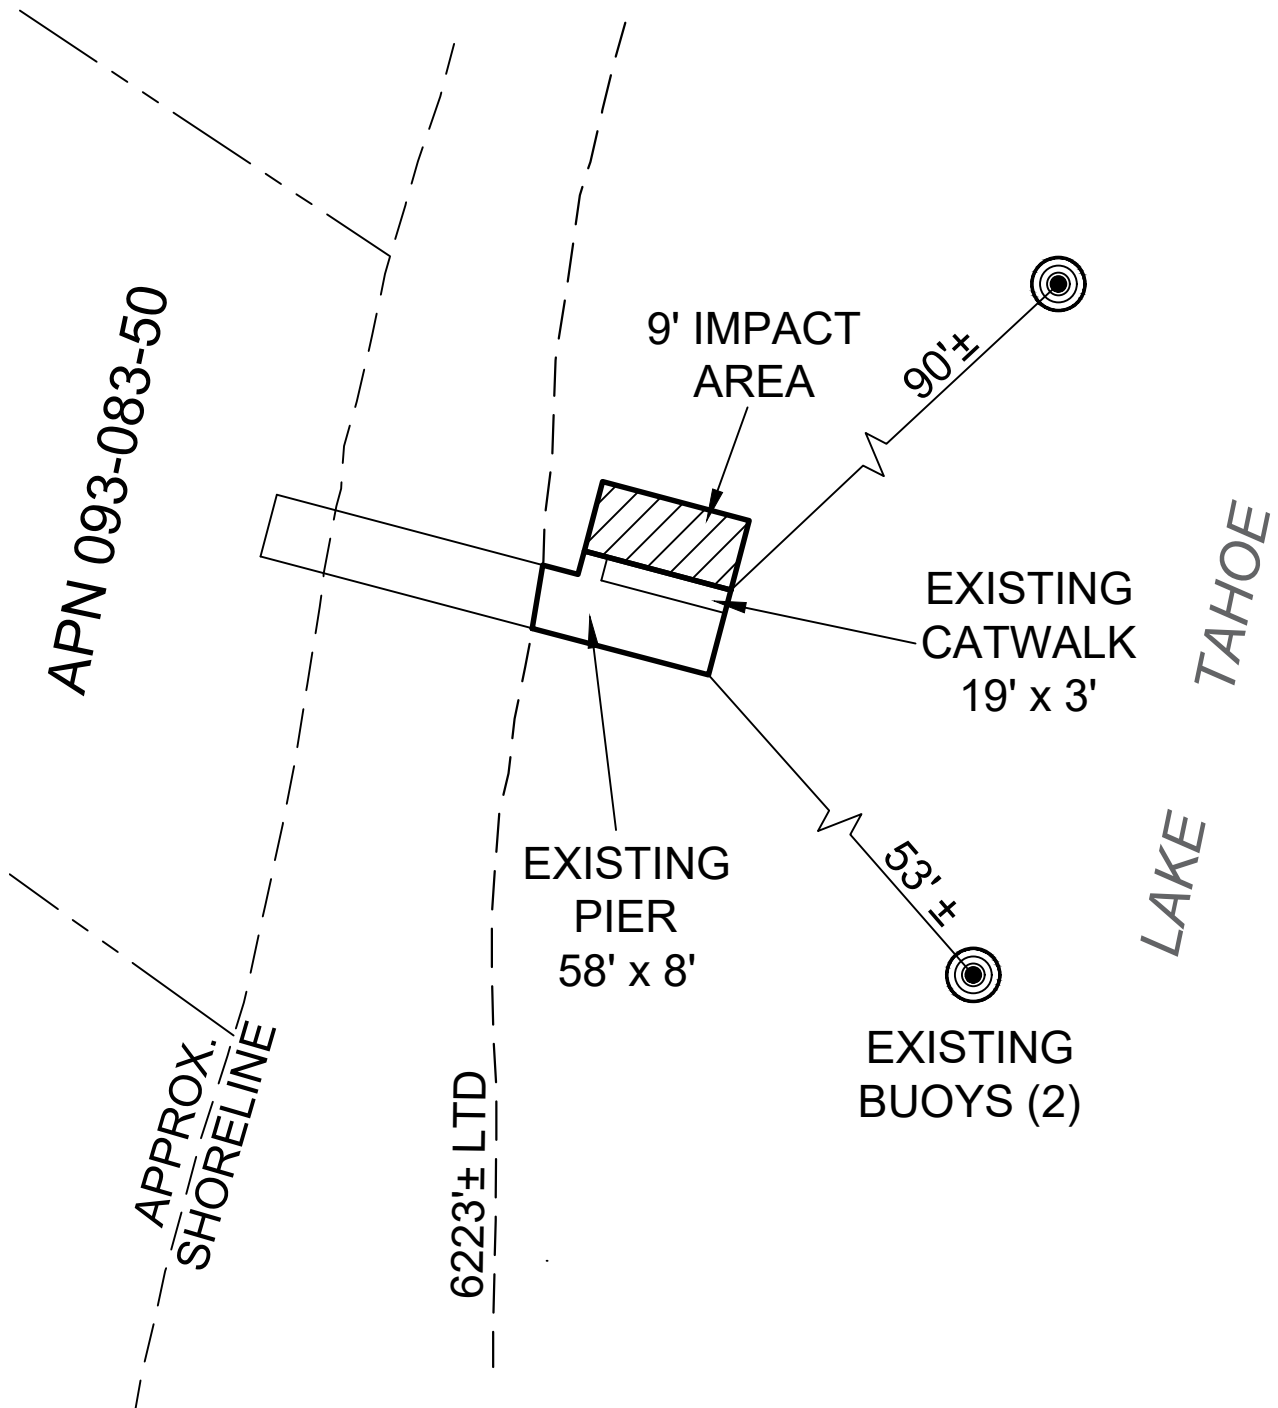 9' IMPACT
AREA
90'±
APN 093-083-50
EXISTING
CATWALK
19' x 3'
LAKE TAHOE
EXISTING
PIER
58' x 8'
53' ±
EXISTING
BUOYS (2)
APPROX.
SHORELINE
6223'± LTD